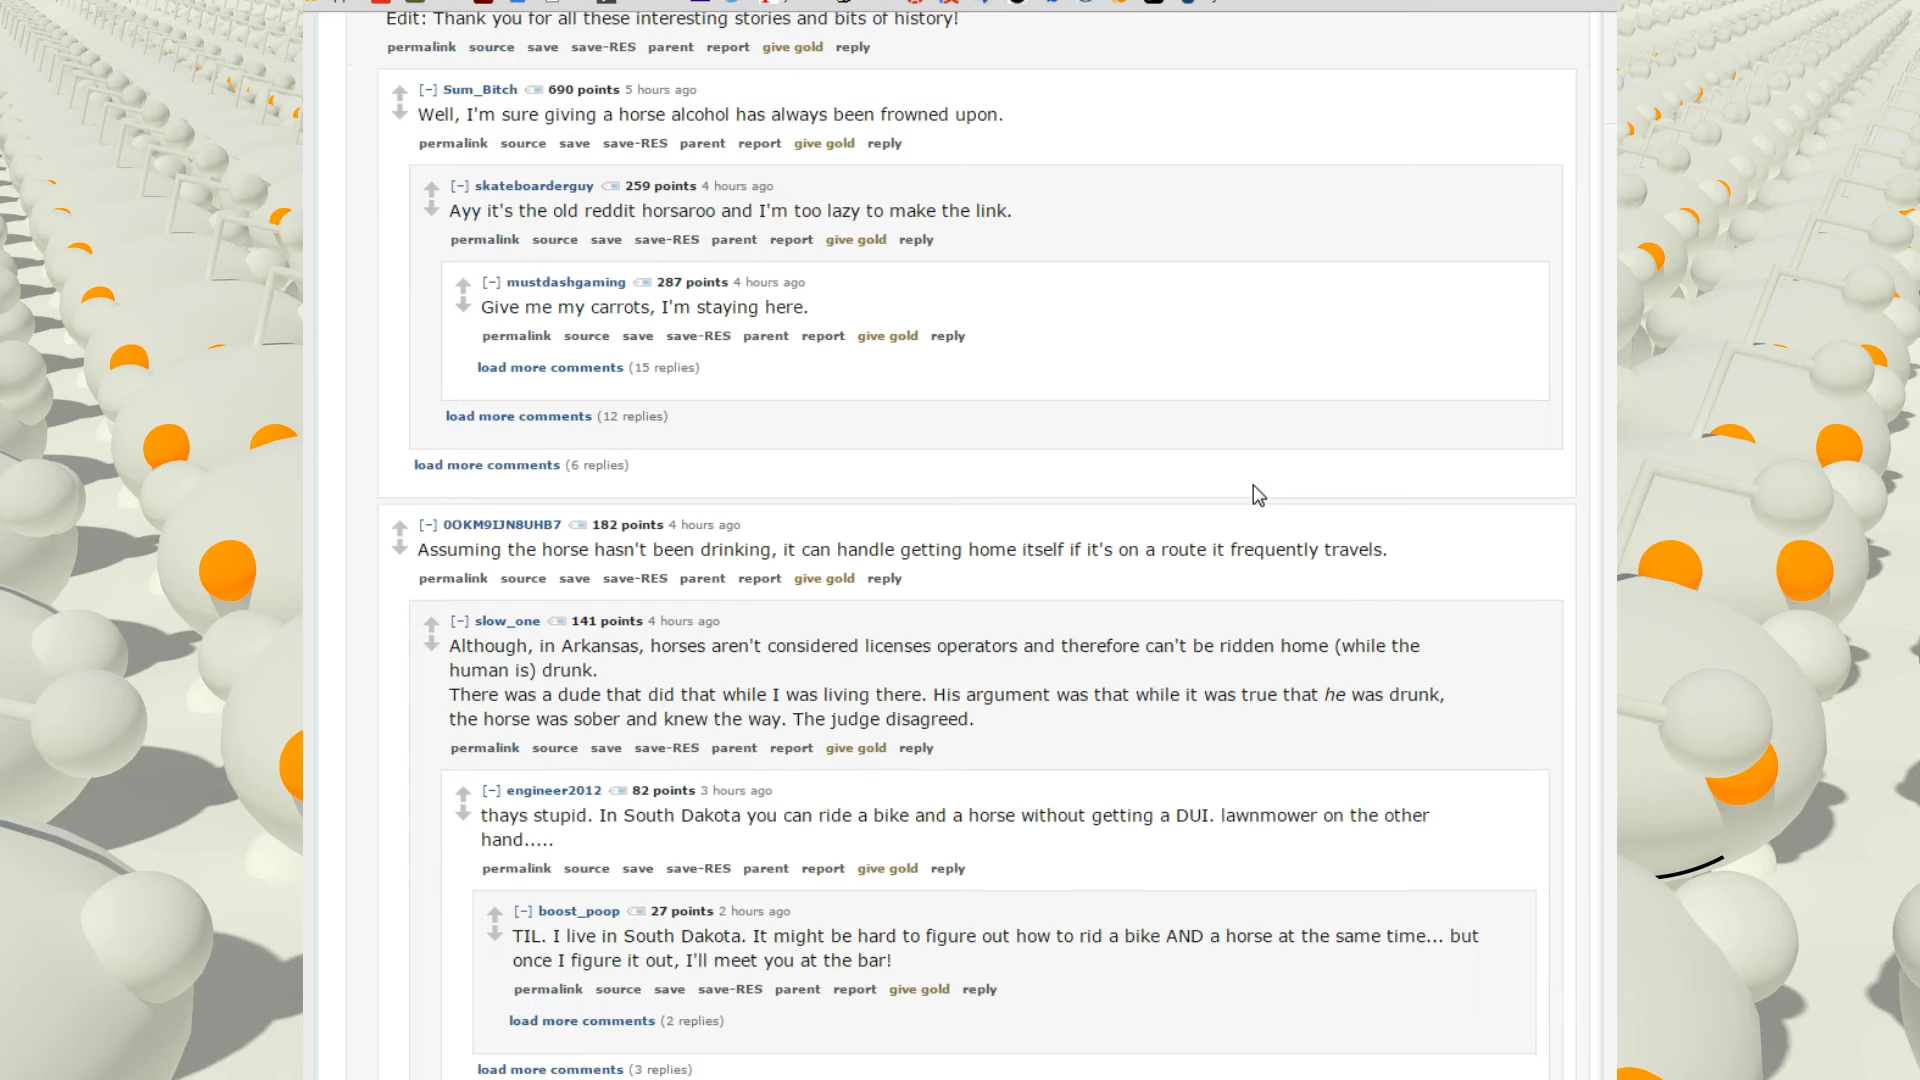 Edit: Thank you for all these interesting stories and bits of history!
permalink source save save-RES parent report give gold reply
[-] Sum_Bitch 690 points 5 hours ago
Well, I'm sure giving a horse alcohol has always been frowned upon.
permalink source save save-RES parent report give gold reply
[-] skateboarderguy 259 points 4 hours ago
Ayy it's the old reddit horsaroo and I'm too lazy to make the link.
permalink source save save-RES parent report give gold reply
[-] mustdashgaming 287 points 4 hours ago
Give me my carrots, I'm staying here.
permalink source save save-RES parent report give gold reply
load more comments (15 replies)
load more comments (12 replies)
load more comments (6 replies)
[-] 0OKM9IJN8UHB7 182 points 4 hours ago
Assuming the horse hasn't been drinking, it can handle getting home itself if it's on a route it frequently travels.
permalink source save save-RES parent report give gold reply
[-] slow_one 141 points 4 hours ago
Although, in Arkansas, horses aren't considered licenses operators and therefore can't be ridden home (while the
human is) drunk.
There was a dude that did that while I was living there. His argument was that while it was true that he was drunk,
the horse was sober and knew the way. The judge disagreed.
permalink source save save-RES parent report give gold reply
[-] engineer2012 82 points 3 hours ago
thays stupid. In South Dakota you can ride a bike and a horse without getting a DUI. lawnmower on the other
hand.....
permalink source save save-RES parent report give gold reply
[-] boost_poop 27 points 2 hours ago
TIL. I live in South Dakota. It might be hard to figure out how to rid a bike AND a horse at the same time... but
once I figure it out, I'll meet you at the bar!
permalink source save save-RES parent report give gold reply
load more comments (2 replies)
load more comments (3 replies)